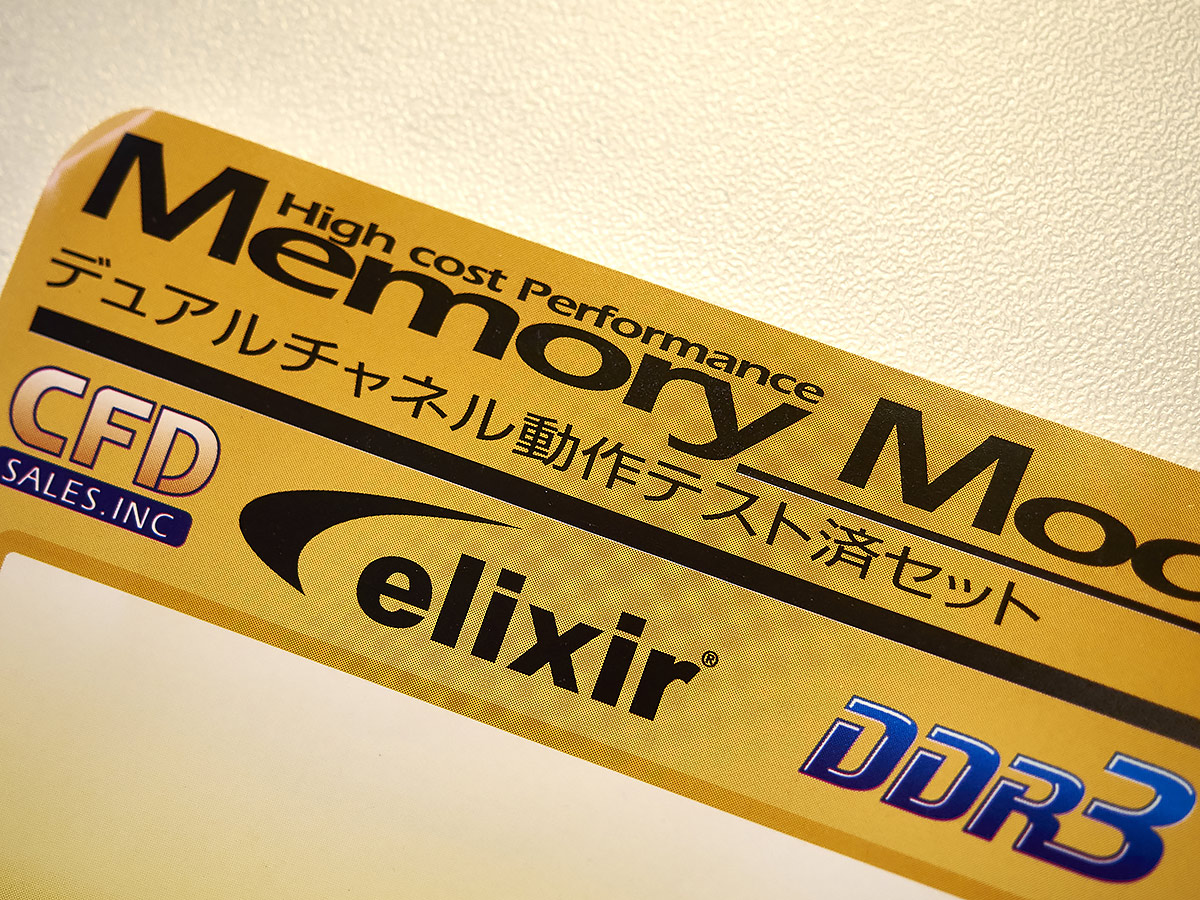 High cost Performance
Memory Mod
デュアルチャネル動作テスト済セット
CFD
SALES.INC
elixir®
DDR3